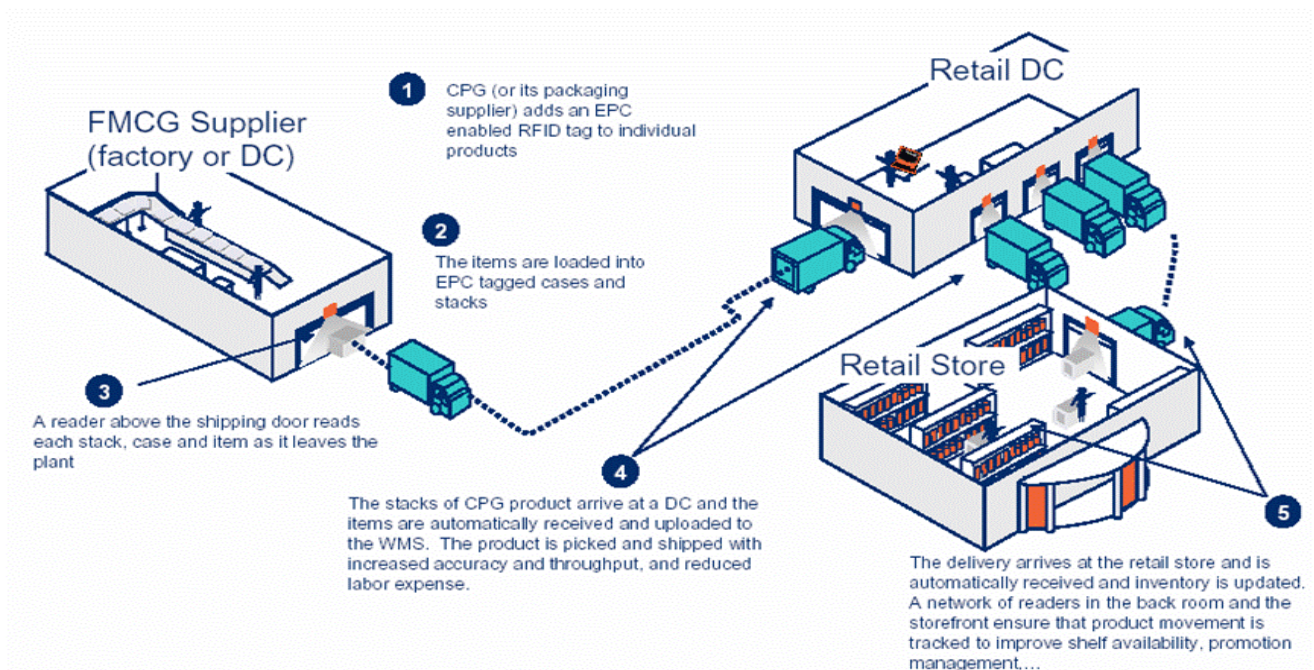 Retail DC
1
CPG (or its packaging
supplier) adds an EPC
enabled RFID tag to individual
products
FMCG Supplier
(factory or DC)
2
The items are loaded into
EPC tagged cases and
stacks
Retail Store
3
A reader above the shipping door reads
each stack, case and item as it leaves the
plant
4
The stacks of CPG product arrive at a DC and the
items are automatically received and uploaded to
the WMS. The product is picked and shipped with
increased accuracy and throughput, and reduced
labor expense.
5
The delivery arrives at the retail store and is
automatically received and inventory is updated.
A network of readers in the back room and the
storefront ensure that product movement is
tracked to improve shelf availability, promotion
management,...